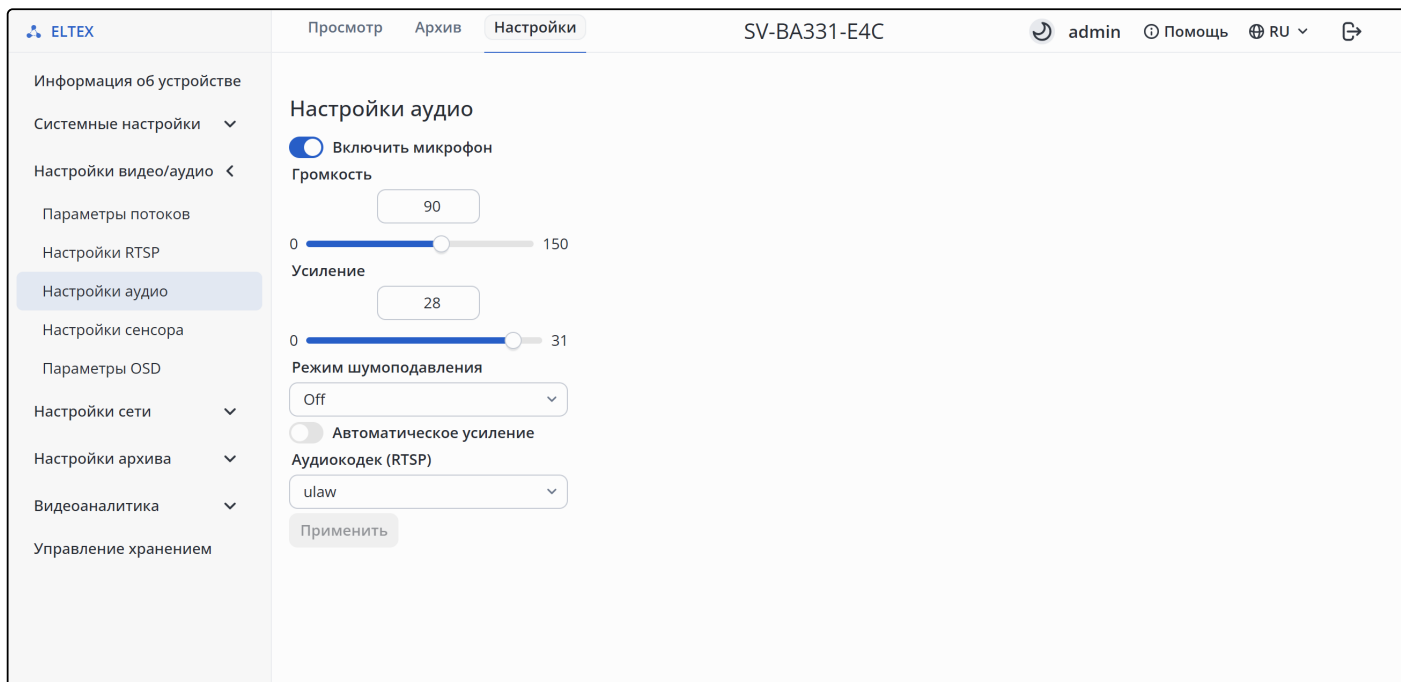 ELTEX
Просмотр Архив Настройки SV-BA331-E4C admin Помощь RU
Информация об устройстве
Системные настройки
Настройки видео/аудио
Параметры потоков
Настройки RTSP
Настройки аудио
Настройки сенсора
Параметры OSD
Настройки сети
Настройки архива
Видеоаналитика
Управление хранением
Настройки аудио
Включить микрофон
Громкость
90
0 150
Усиление
28
0 31
Режим шумоподавления
Off
Автоматическое усиление
Аудиокодек (RTSP)
ulaw
Применить